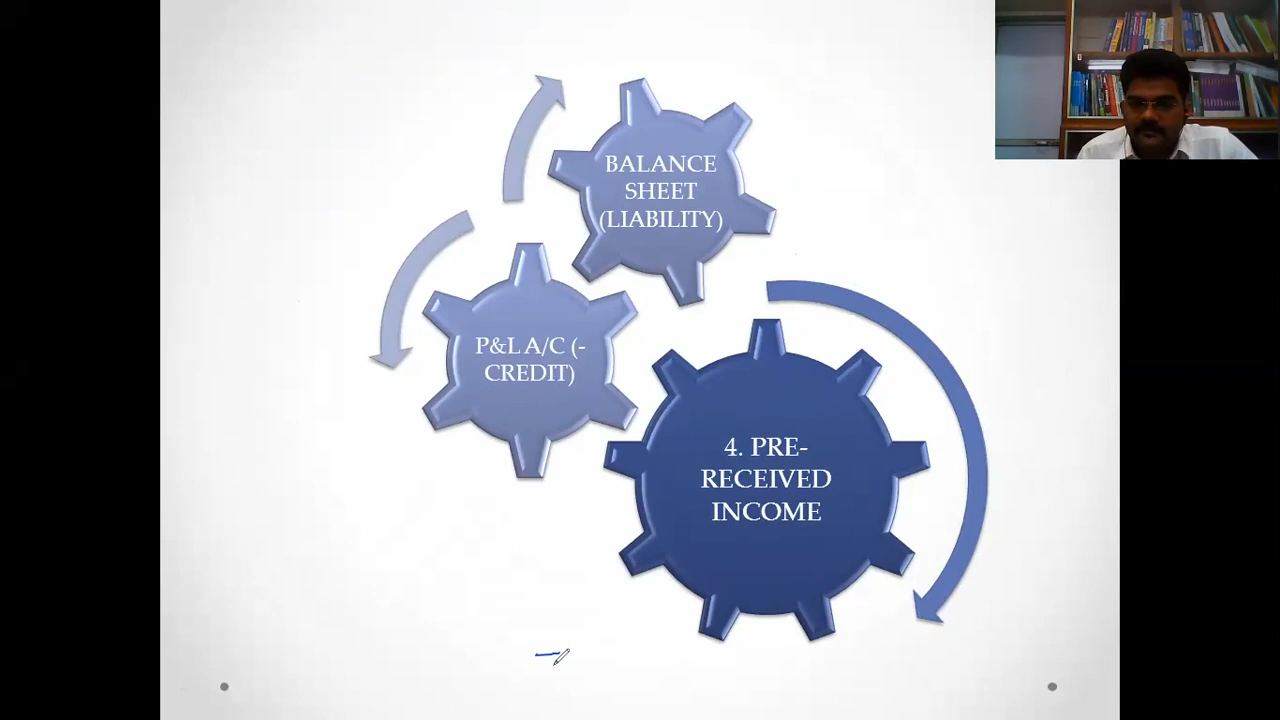 BALANCE
SHEET
(LIABILITY)
P&L A/C (-
CREDIT)
4. PRE-
RECEIVED
INCOME